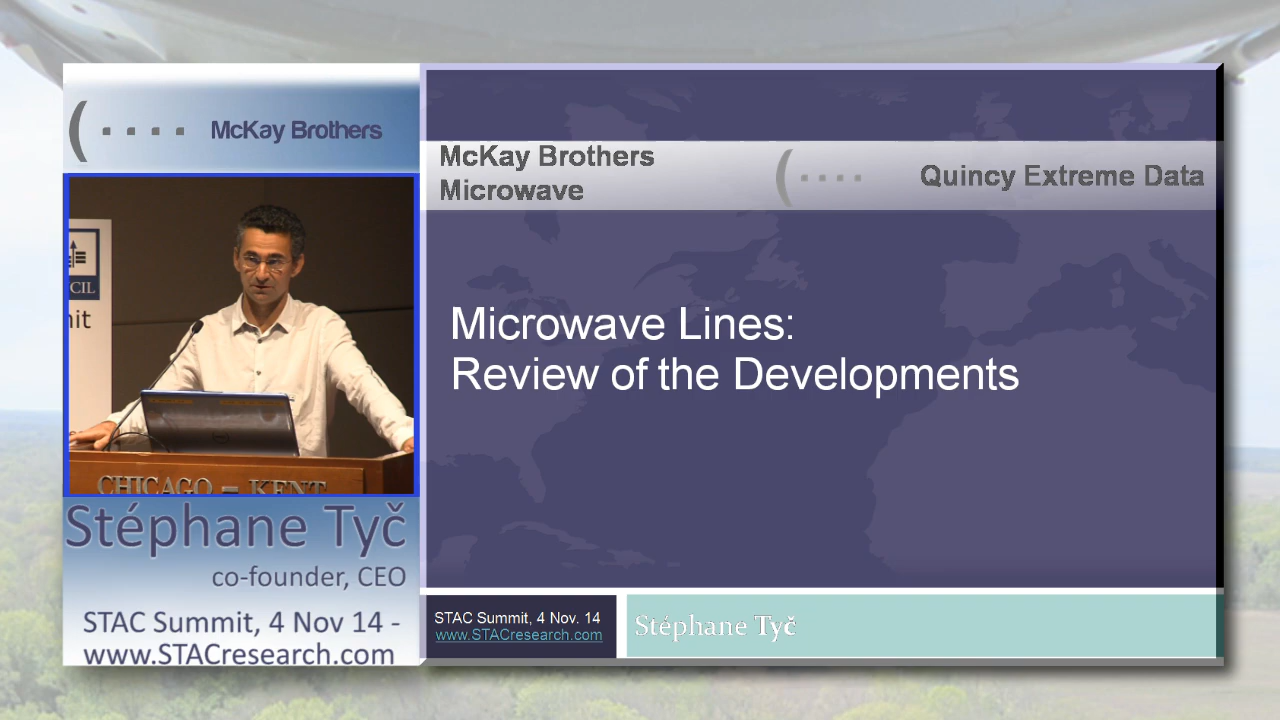 McKay Brothers
CIL
nit
CHICAGO – KENT
Stéphane Tyč
co-founder, CEO
STAC Summit, 4 Nov 14 -
www.STACresearch.com
McKay Brothers
Microwave
Quincy Extreme Data
Microwave Lines:
Review of the Developments
STAC Summit, 4 Nov. 14
www.STACresearch.com
Stéphane Tyč